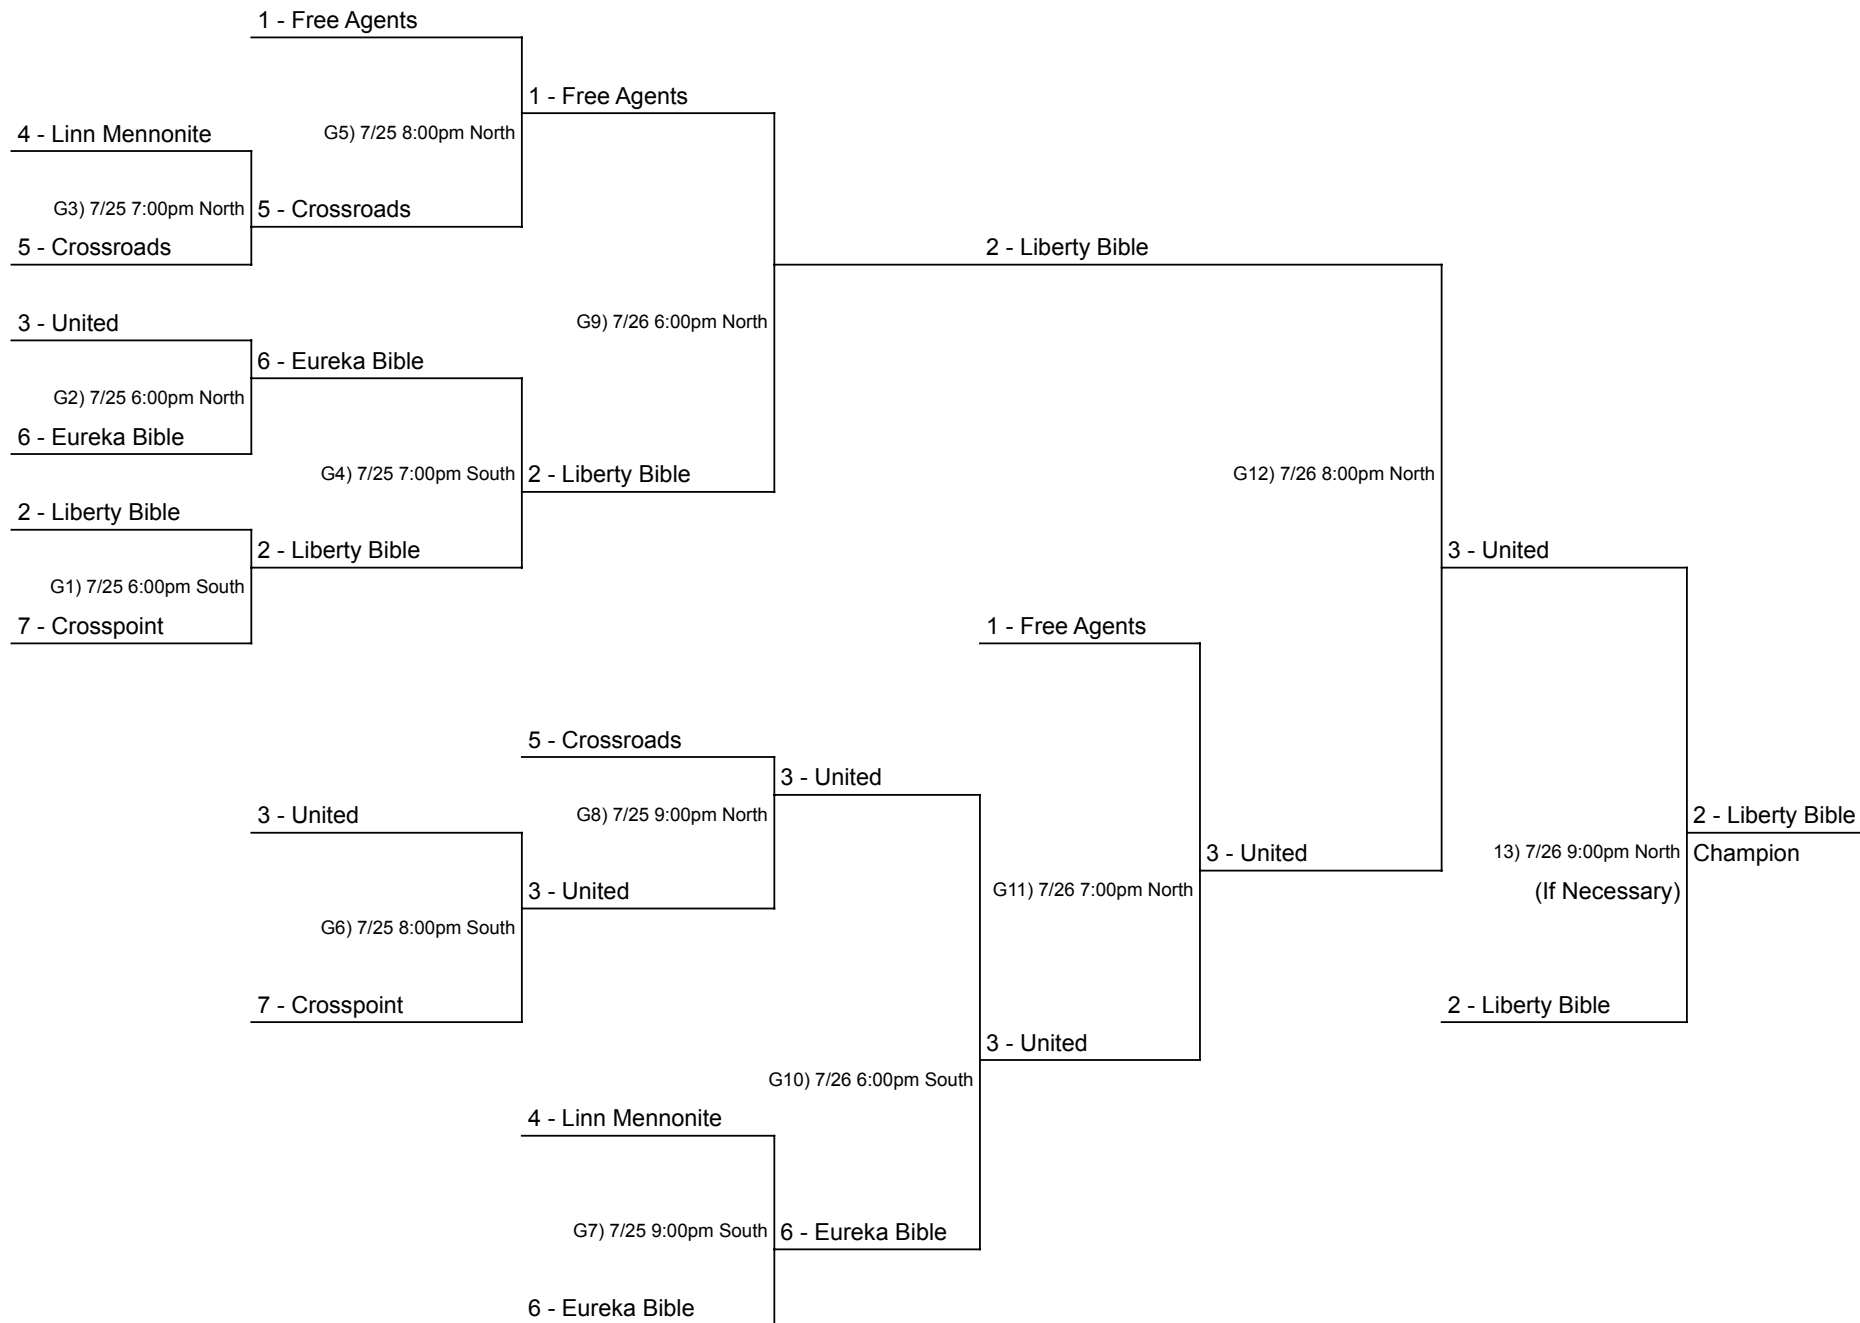 1 - Free Agents
1 - Free Agents
4 - Linn Mennonite
G5) 7/25 8:00pm North
G3) 7/25 7:00pm North
5 - Crossroads
5 - Crossroads
2 - Liberty Bible
3 - United
G9) 7/26 6:00pm North
6 - Eureka Bible
G2) 7/25 6:00pm North
6 - Eureka Bible
G4) 7/25 7:00pm South
2 - Liberty Bible
G12) 7/26 8:00pm North
2 - Liberty Bible
2 - Liberty Bible
3 - United
G1) 7/25 6:00pm South
7 - Crosspoint
1 - Free Agents
5 - Crossroads
3 - United
3 - United
G8) 7/25 9:00pm North
2 - Liberty Bible
3 - United
13) 7/26 9:00pm North
Champion
3 - United
G11) 7/26 7:00pm North
(If Necessary)
G6) 7/25 8:00pm South
7 - Crosspoint
2 - Liberty Bible
3 - United
G10) 7/26 6:00pm South
4 - Linn Mennonite
G7) 7/25 9:00pm South
6 - Eureka Bible
6 - Eureka Bible